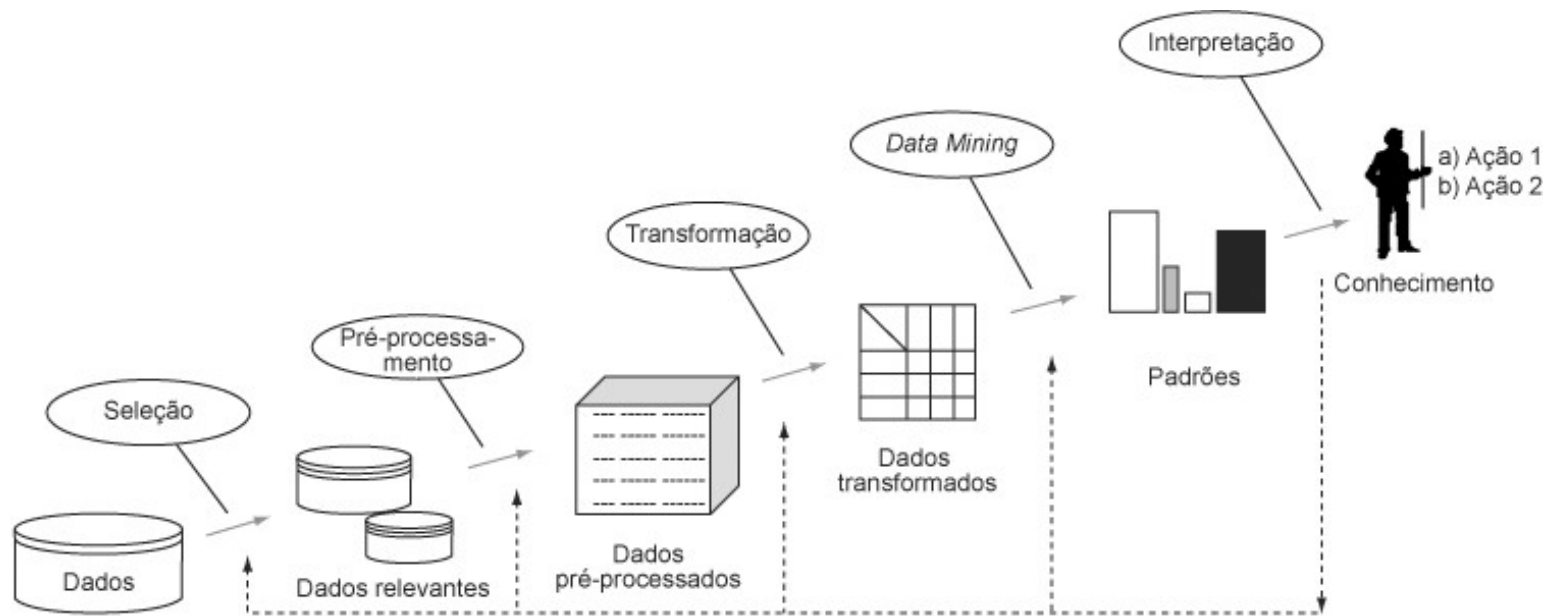 Interpretação
Data Mining
a) Ação 1
b) Ação 2
Transformação
Conhecimento
Pré-processa-
mento
Padrões
Seleção
Dados
transformados
Dados
pré-processados
Dados relevantes
Dados